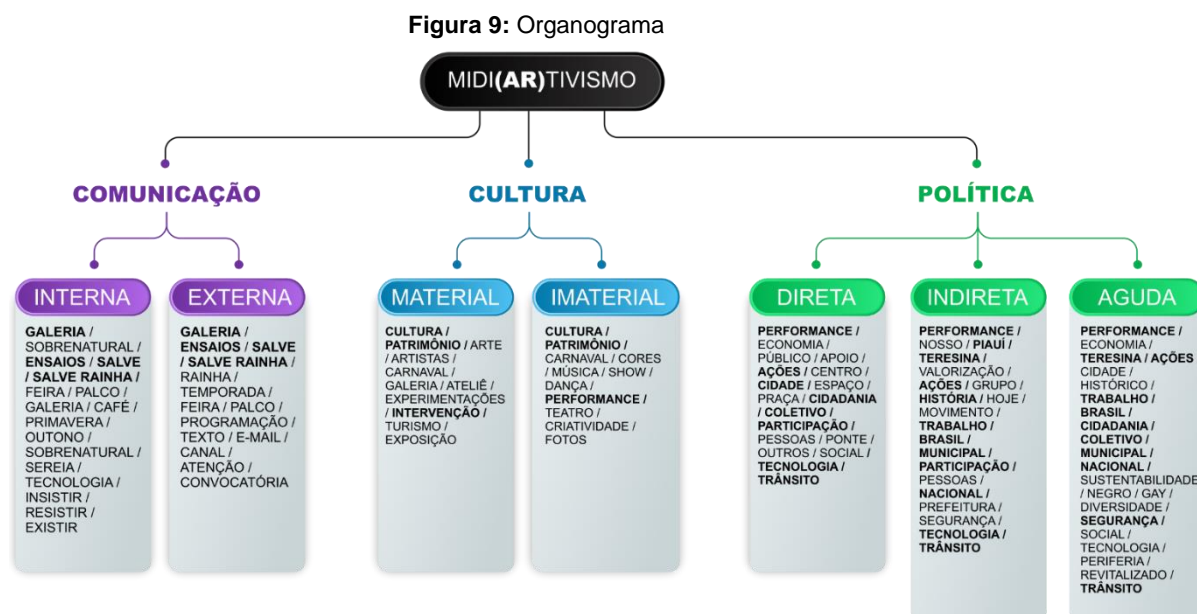 Figura 9: Organograma
MIDI(AR)TIVISMO
COMUNICAÇÃO
CULTURA
POLÍTICA
INTERNA
GALERIA /
SOBRENATURAL /
ENSAIOS / SALVE
/ SALVE RAINHA /
FEIRA / PALCO /
GALERIA / CAFÉ /
PRIMAVERA /
OUTONO /
SOBRENATURAL /
SEREIA /
TECNOLOGIA /
INSISTIR /
RESISTIR /
EXISTIR
EXTERNA
GALERIA /
ENSAIOS / SALVE
/ SALVE RAINHA /
RAINHA /
TEMPORADA /
FEIRA / PALCO /
PROGRAMAÇÃO /
TEXTO / E-MAIL /
CANAL /
ATENÇÃO /
CONVOCATÓRIA
MATERIAL
CULTURA /
PATRIMÔNIO / ARTE
/ ARTISTAS /
CARNAVAL /
GALERIA / ATELIÊ /
EXPERIMENTAÇÕES
/ INTERVENÇÃO /
TURISMO /
EXPOSIÇÃO
IMATERIAL
CULTURA /
PATRIMÔNIO /
CARNAVAL / CORES
/ MÚSICA / SHOW /
DANÇA /
PERFORMANCE /
TEATRO /
CRIATIVIDADE /
FOTOS
DIRETA
PERFORMANCE /
ECONOMIA /
PÚBLICO / APOIO /
AÇÕES / CENTRO /
CIDADE / ESPAÇO /
PRAÇA / CIDADANIA
/ COLETIVO /
PARTICIPAÇÃO /
PESSOAS / PONTE /
OUTROS / SOCIAL /
TECNOLOGIA /
TRÂNSITO
INDIRETA
PERFORMANCE /
NOSSO / PIAUÍ /
TERESINA /
VALORIZAÇÃO /
AÇÕES / GRUPO /
HISTÓRIA / HOJE /
MOVIMENTO /
TRABALHO /
BRASIL /
MUNICIPAL /
PARTICIPAÇÃO /
PESSOAS /
NACIONAL /
PREFEITURA /
SEGURANÇA /
TECNOLOGIA /
TRÂNSITO
AGUDA
PERFORMANCE /
ECONOMIA /
TERESINA / AÇÕES
CIDADE /
HISTÓRICO /
TRABALHO /
BRASIL /
CIDADANIA /
COLETIVO /
MUNICIPAL /
NACIONAL /
SUSTENTABILIDADE
/ NEGRO / GAY /
DIVERSIDADE /
SEGURANÇA /
SOCIAL /
TECNOLOGIA /
PERIFERIA /
REVITALIZADO /
TRÂNSITO